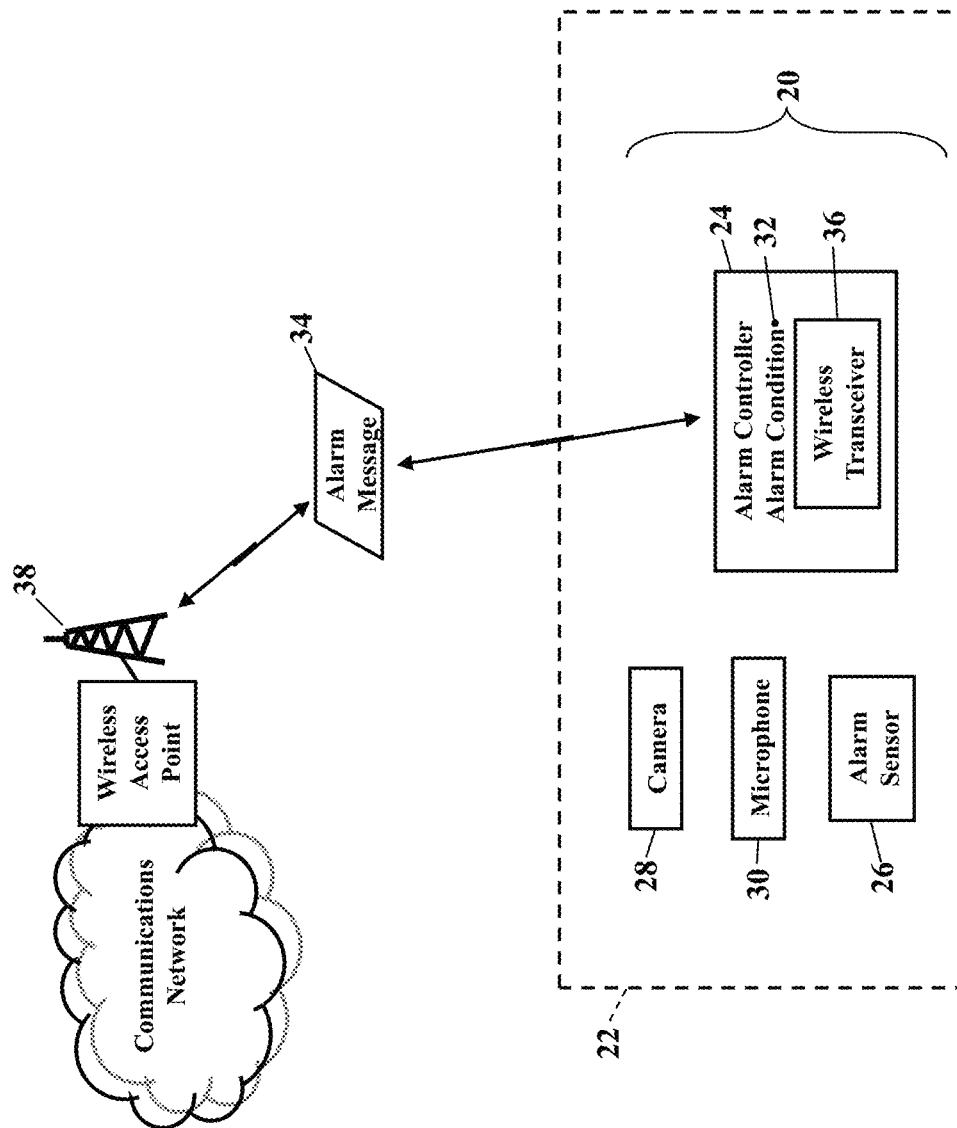 38
Wireless
Access
Point
Communications
Network
34
Alarm
Message
20
24
32
36
Alarm Controller
Alarm Condition
Wireless
Transceiver
Camera
28
Microphone
30
Alarm
Sensor
26
22